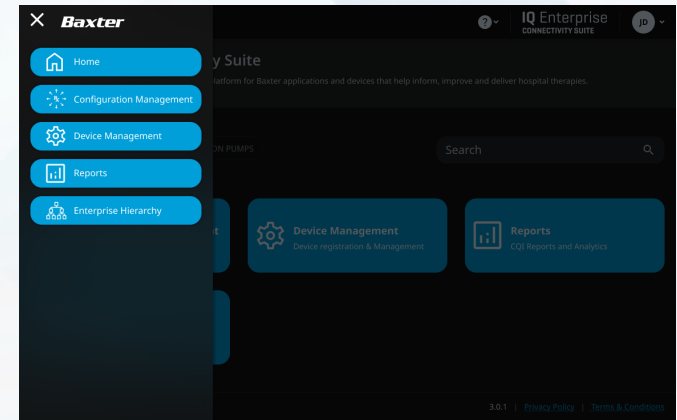 Baxter
IQ Enterprise
CONNECTIVITY SUITE
JD
Home
Configuration Management
Device Management
Reports
Enterprise Hierarchy
y Suite
latform for Baxter applications and devices that help inform, improve and deliver hospital therapies.
ON PUMPS
Search
t
Device Management
Device registration & Management
Reports
CQI Reports and Analytics
3.0.1 | Privacy Policy | Terms & Conditions